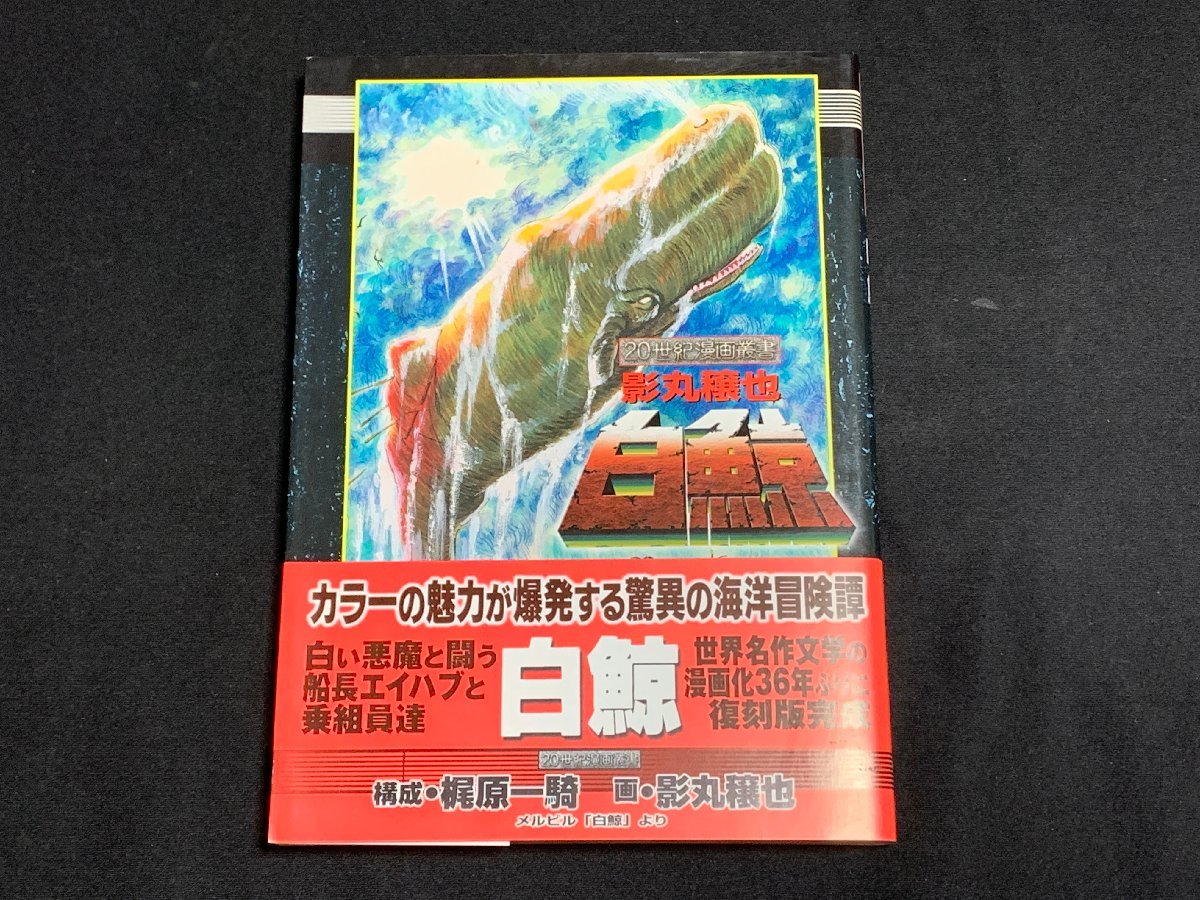 20世紀漫画叢書
影丸穣也
白鯨
カラーの魅力が爆発する驚異の海洋冒険譚
白い悪魔と闘う
船長エイハブと
乗組員達
白鯨
世界名作文学の
漫画化36年ぶりに
復刻版完成
20世紀漫画叢書
構成・梶原一騎 画・影丸穣也
メルビル「白鯨」より